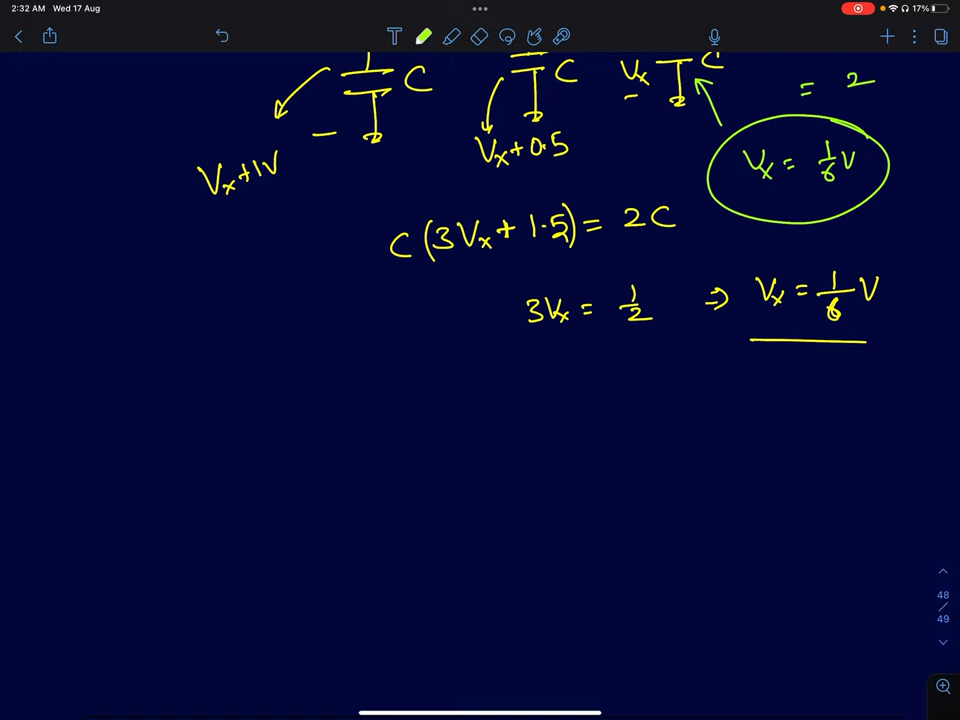 2:32 AM Wed 17 Aug
17%
C
C
Vx
C
-
= 2
-
Vx+1V
Vx+0.5
Vx = 1/6 V
C(3Vx+1.5) = 2C
3Vx = 1/2 ⇒ Vx = 1/6 V
48
/
49